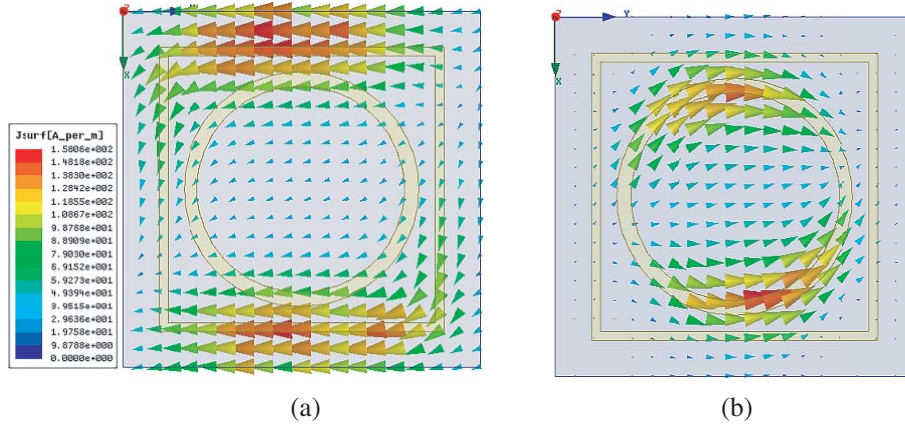 Z
Y
X
Jsurf[A_per_m]
1.5806e+002
1.4818e+002
1.3830e+002
1.2842e+002
1.1855e+002
1.0867e+002
9.8788e+001
8.8909e+001
7.9030e+001
6.9152e+001
5.9273e+001
4.9394e+001
3.9515e+001
2.9636e+001
1.9758e+001
9.8788e+000
0.0000e+000
Y
X
(a)
(b)